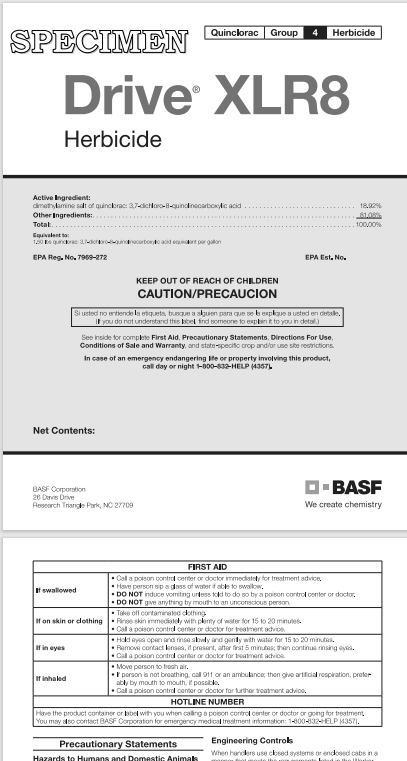 SPECIMEN
Quinclorac Group 4 Herbicide
Drive® XLR8
Herbicide
Active Ingredient:
dimethylamine salt of quinclorac: 3,7-dichloro-8-quinolinecarboxylic acid . . . . . . . . . . . . . . . . . . . . . . . . . . . . 18.92%
Other Ingredients: . . . . . . . . . . . . . . . . . . . . . . . . . . . . . . . . . . . . . . . . . . . . . . . . . . . . . . . . 81.08%
Total: . . . . . . . . . . . . . . . . . . . . . . . . . . . . . . . . . . . . . . . . . . . . . . . . . . . . . . . . . . . . . . . . 100.00%
Equivalent to:
1.50 lbs quinclorac: 3,7-dichloro-8-quinolinecarboxylic acid equivalent per gallon
EPA Reg. No. 7969-272 EPA Est. No.
KEEP OUT OF REACH OF CHILDREN
CAUTION/PRECAUCION
Si usted no entiende la etiqueta, busque a alguien para que se la explique a usted en detalle.
(If you do not understand this label, find someone to explain it to you in detail.)
See inside for complete First Aid, Precautionary Statements, Directions For Use,
Conditions of Sale and Warranty, and state-specific crop and/or use site restrictions.
In case of an emergency endangering life or property involving this product,
call day or night 1-800-832-HELP (4357).
Net Contents:
BASF Corporation
26 Davis Drive
Research Triangle Park, NC 27709
BASF
We create chemistry
FIRST AID
If swallowed
• Call a poison control center or doctor immediately for treatment advice.
• Have person sip a glass of water if able to swallow.
• DO NOT induce vomiting unless told to do so by a poison control center or doctor.
• DO NOT give anything by mouth to an unconscious person.
If on skin or clothing
• Take off contaminated clothing.
• Rinse skin immediately with plenty of water for 15 to 20 minutes.
• Call a poison control center or doctor for treatment advice.
If in eyes
• Hold eyes open and rinse slowly and gently with water for 15 to 20 minutes.
• Remove contact lenses, if present, after first 5 minutes; then continue rinsing eyes.
• Call a poison control center or doctor for treatment advice.
If inhaled
• Move person to fresh air.
• If person is not breathing, call 911 or an ambulance; then give artificial respiration, prefer-
ably by mouth to mouth, if possible.
• Call a poison control center or doctor for further treatment advice.
HOTLINE NUMBER
Have the product container or label with you when calling a poison control center or doctor or going for treatment.
You may also contact BASF Corporation for emergency medical treatment information: 1-800-832-HELP (4357).
Precautionary Statements
Hazards to Humans and Domestic Animals
Engineering Controls
When handlers use closed systems or enclosed cabs in a
manner that meets the requirements listed in the Worker